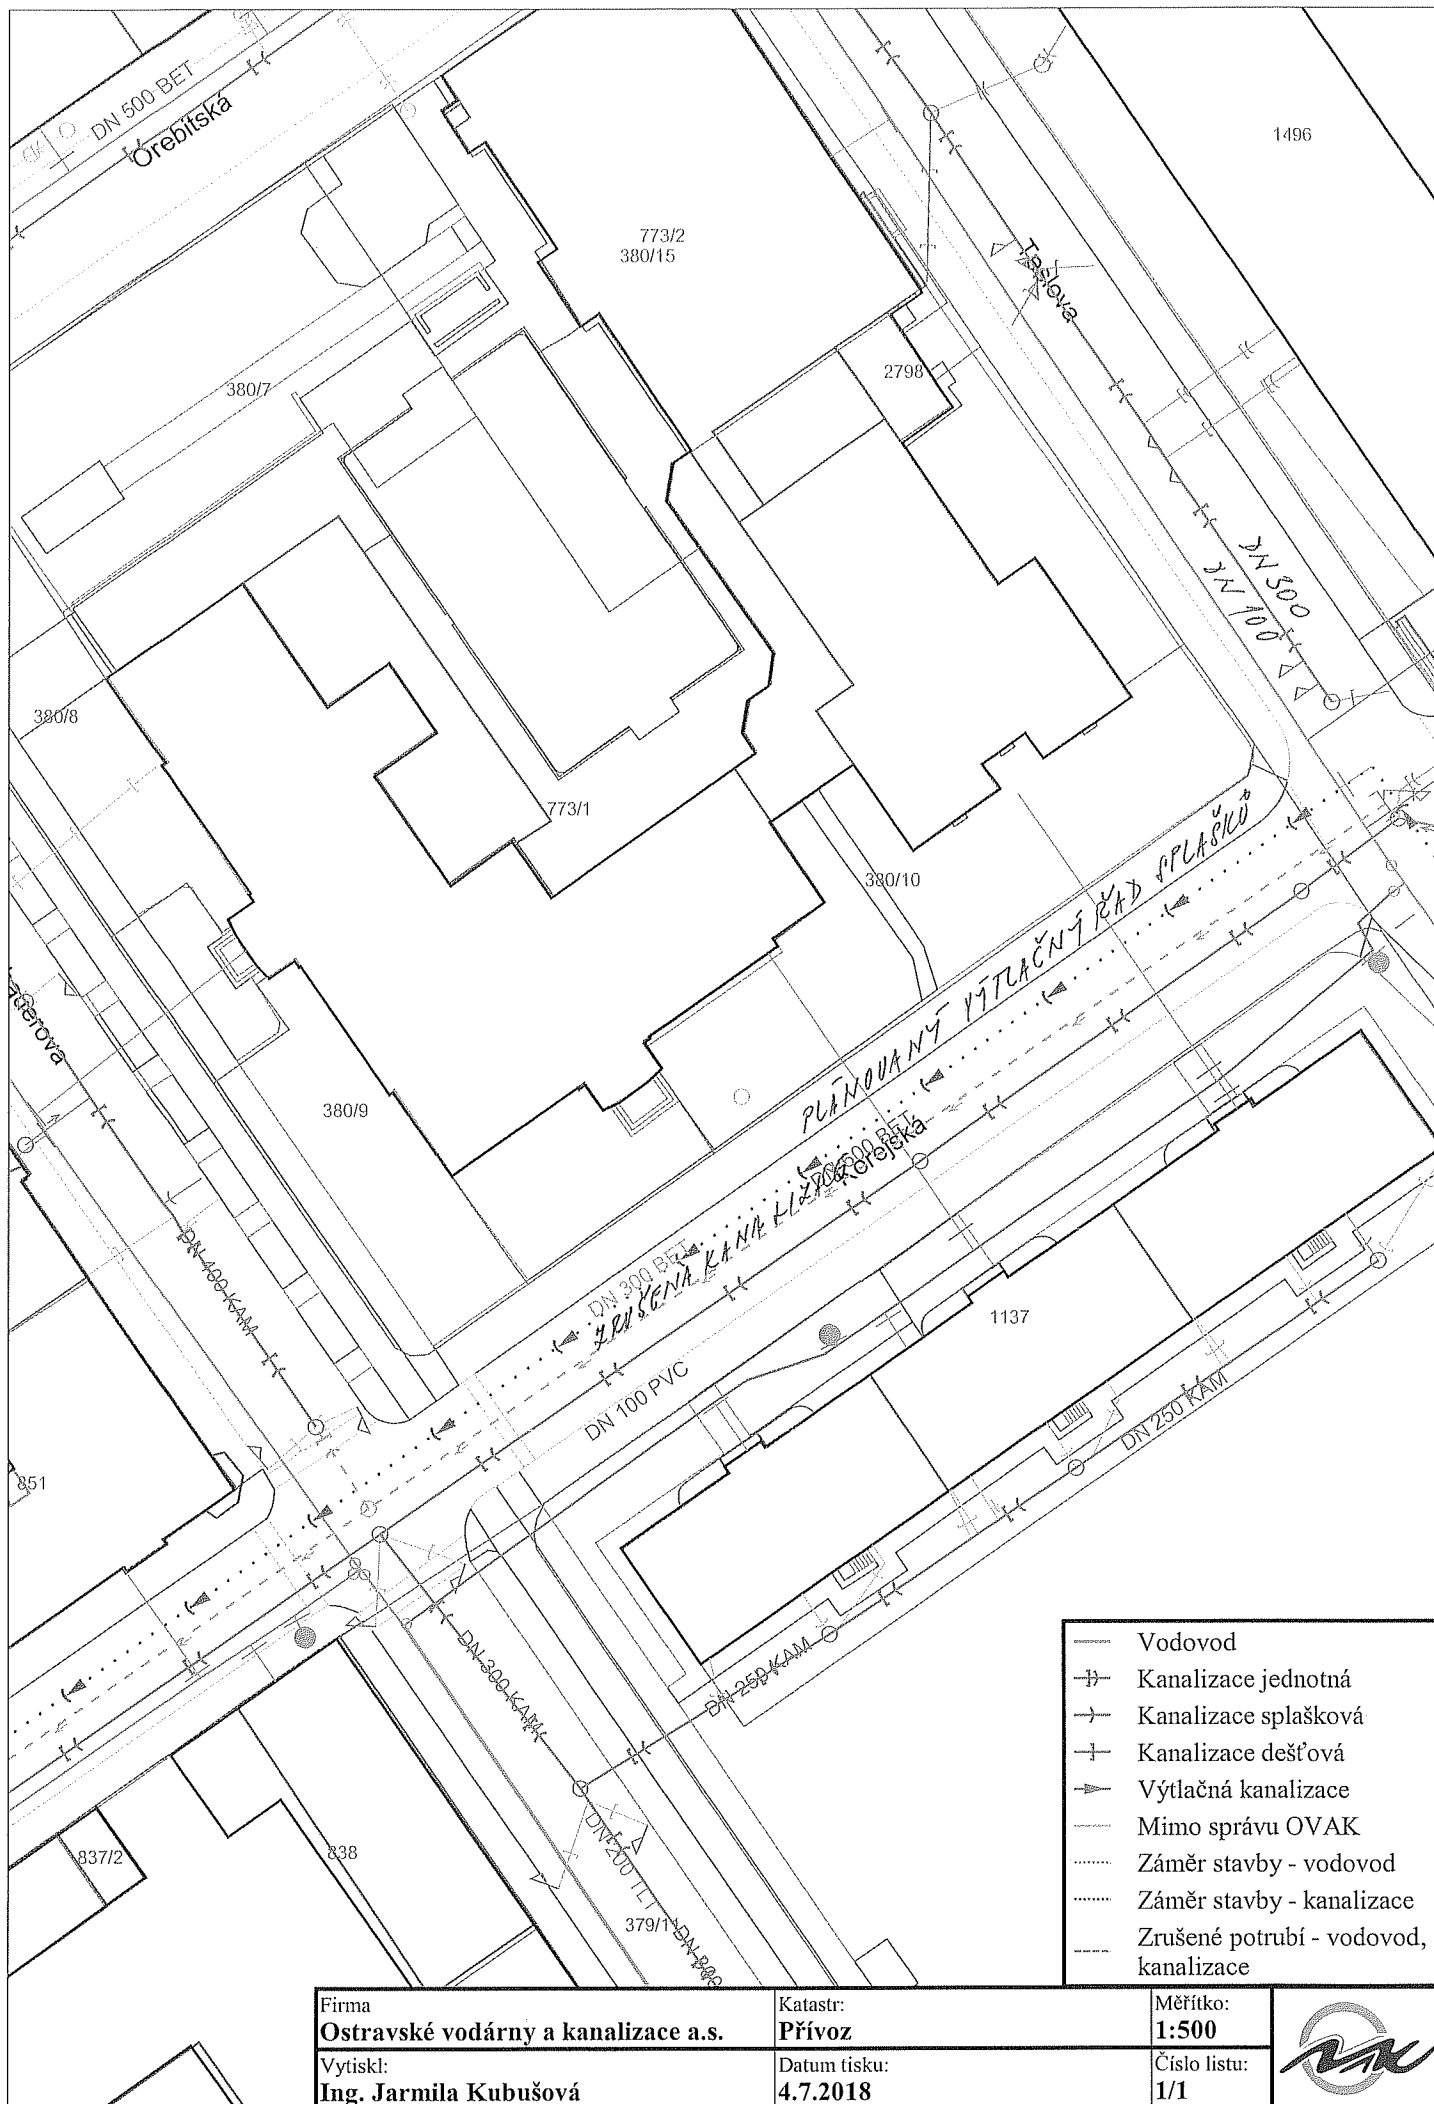 DN 500 BET
Orebitská
1496
773/2
380/15
380/7
2798
DN 300
DN 100
380/8
773/1
380/10
PLÁNOVANÝ VÝTLAČNÝ ŘAD SPLAŠKŮ
380/9
Korejská
DN 300 BET
ZRUŠENA KANALIZACE
DN 400 KAM
DN 100 PVC
1137
DN 250 KAM
851
DN 300 KAM
DN 250 KAM
837/2
838
DN 200 TLT
379/11
Vodovod
Kanalizace jednotná
Kanalizace splašková
Kanalizace dešťová
Výtlačná kanalizace
Mimo správu OVAK
Záměr stavby - vodovod
Záměr stavby - kanalizace
Zrušené potrubí - vodovod,
kanalizace
Firma
Ostravské vodárny a kanalizace a.s.
Katastr:
Přívoz
Měřítko:
1:500
Vytiskl:
Ing. Jarmila Kubušová
Datum tisku:
4.7.2018
Číslo listu:
1/1